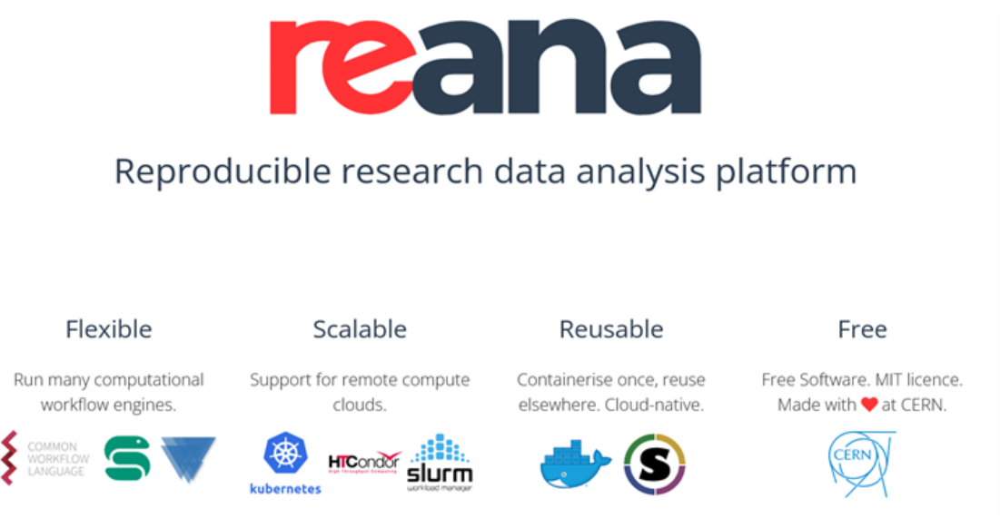 reana
Reproducible research data analysis platform
Flexible
Run many computational
workflow engines.
COMMON
WORKFLOW
LANGUAGE
Scalable
Support for remote compute
clouds.
kubernetes
HTCondor
High Throughput Computing
slurm
workload manager
Reusable
Containerise once, reuse
elsewhere. Cloud-native.
S
Free
Free Software. MIT licence.
Made with ❤ at CERN.
CERN